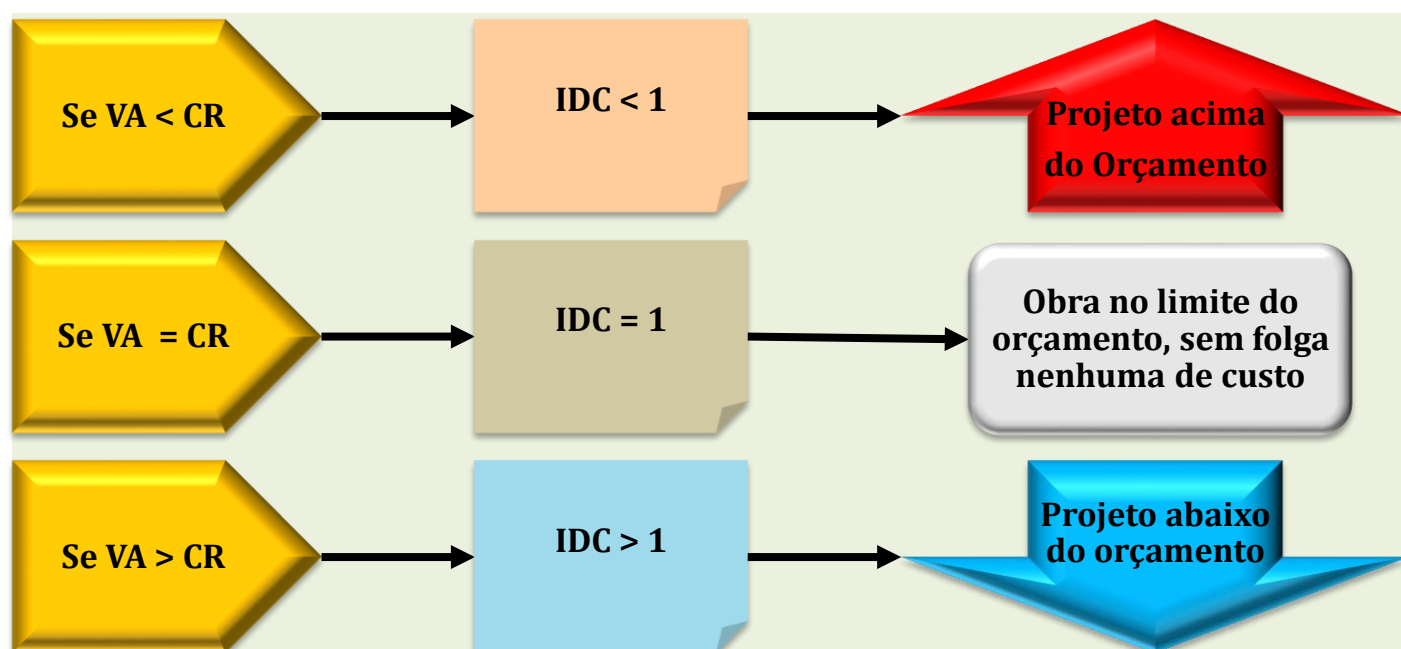 Se VA < CR
IDC < 1
Projeto acima
do Orçamento
Se VA  = CR
IDC = 1
Obra no limite do
orçamento, sem folga
nenhuma de custo
Se VA > CR
IDC > 1
Projeto abaixo
do orçamento